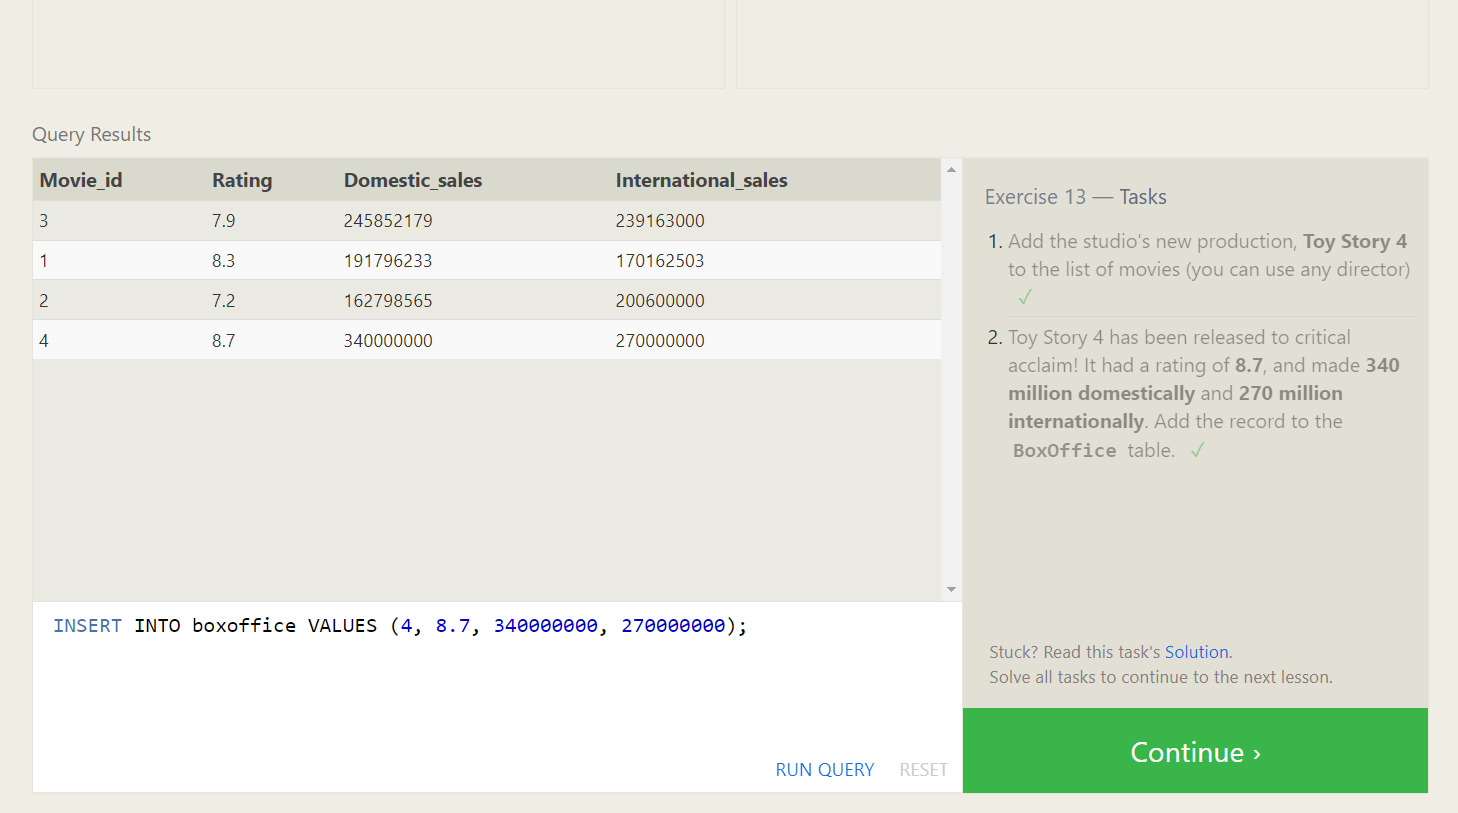 Query Results
Movie_id Rating Domestic_sales International_sales
3 7.9 245852179 239163000
1 8.3 191796233 170162503
2 7.2 162798565 200600000
4 8.7 340000000 270000000
INSERT INTO boxoffice VALUES (4, 8.7, 340000000, 270000000);
RUN QUERY RESET
Exercise 13 — Tasks
1. Add the studio's new production, Toy Story 4
to the list of movies (you can use any director)
✓
2. Toy Story 4 has been released to critical
acclaim! It had a rating of 8.7, and made 340
million domestically and 270 million
internationally. Add the record to the
BoxOffice table. ✓
Stuck? Read this task's Solution.
Solve all tasks to continue to the next lesson.
Continue ›